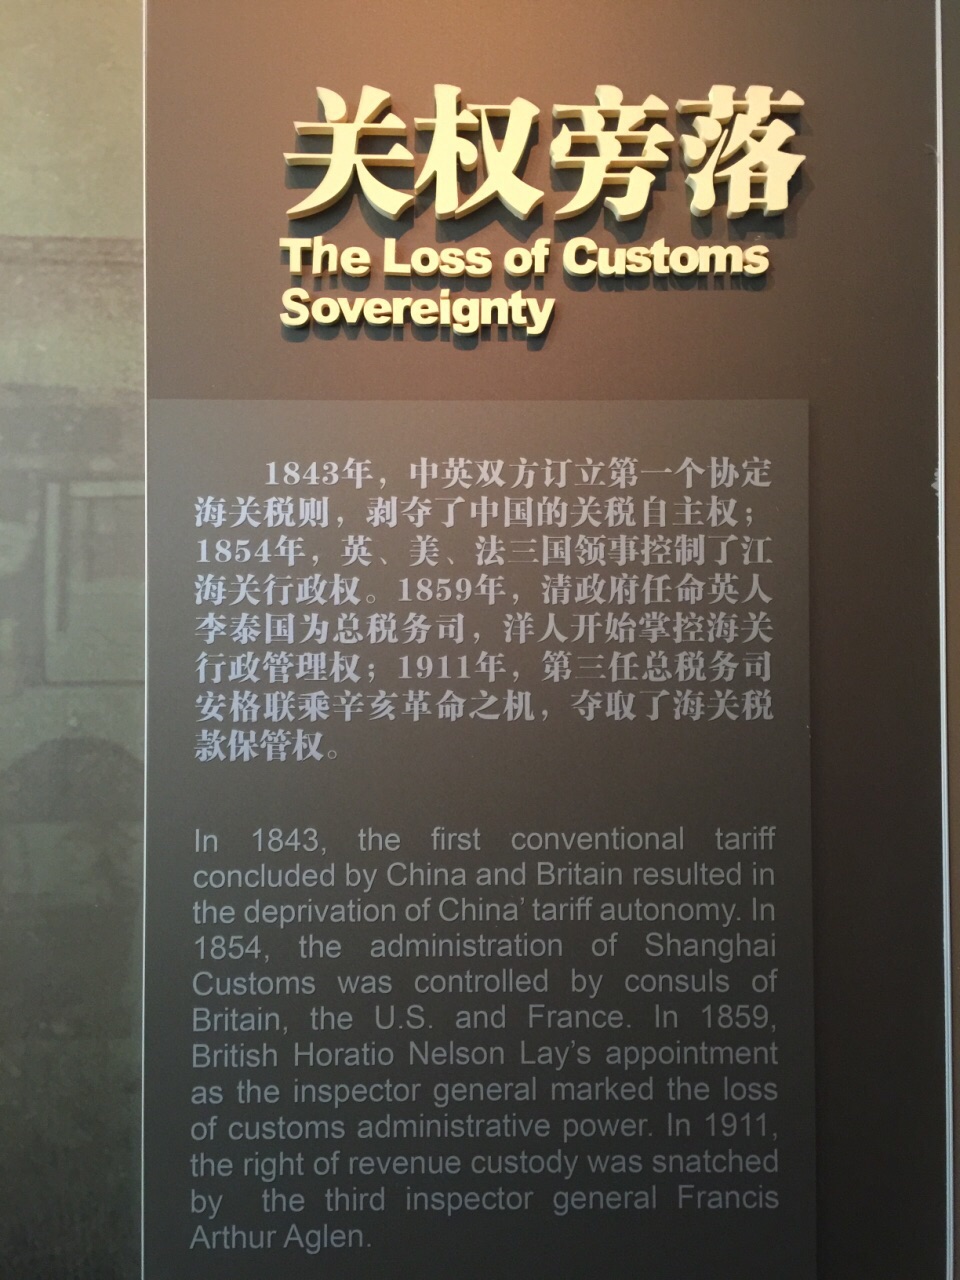 关权旁落
The Loss of Customs
Sovereignty
1843年，中英双方订立第一个协定
海关税则，剥夺了中国的关税自主权；
1854年，英、美、法三国领事控制了江
海关行政权。1859年，清政府任命英人
李泰国为总税务司，洋人开始掌控海关
行政管理权；1911年，第三任总税务司
安格联乘辛亥革命之机，夺取了海关税
款保管权。
In 1843, the first conventional tariff
concluded by China and Britain resulted in
the deprivation of China’ tariff autonomy. In
1854, the administration of Shanghai
Customs was controlled by consuls of
Britain, the U.S. and France. In 1859,
British Horatio Nelson Lay’s appointment
as the inspector general marked the loss
of customs administrative power. In 1911,
the right of revenue custody was snatched
by the third inspector general Francis
Arthur Aglen.